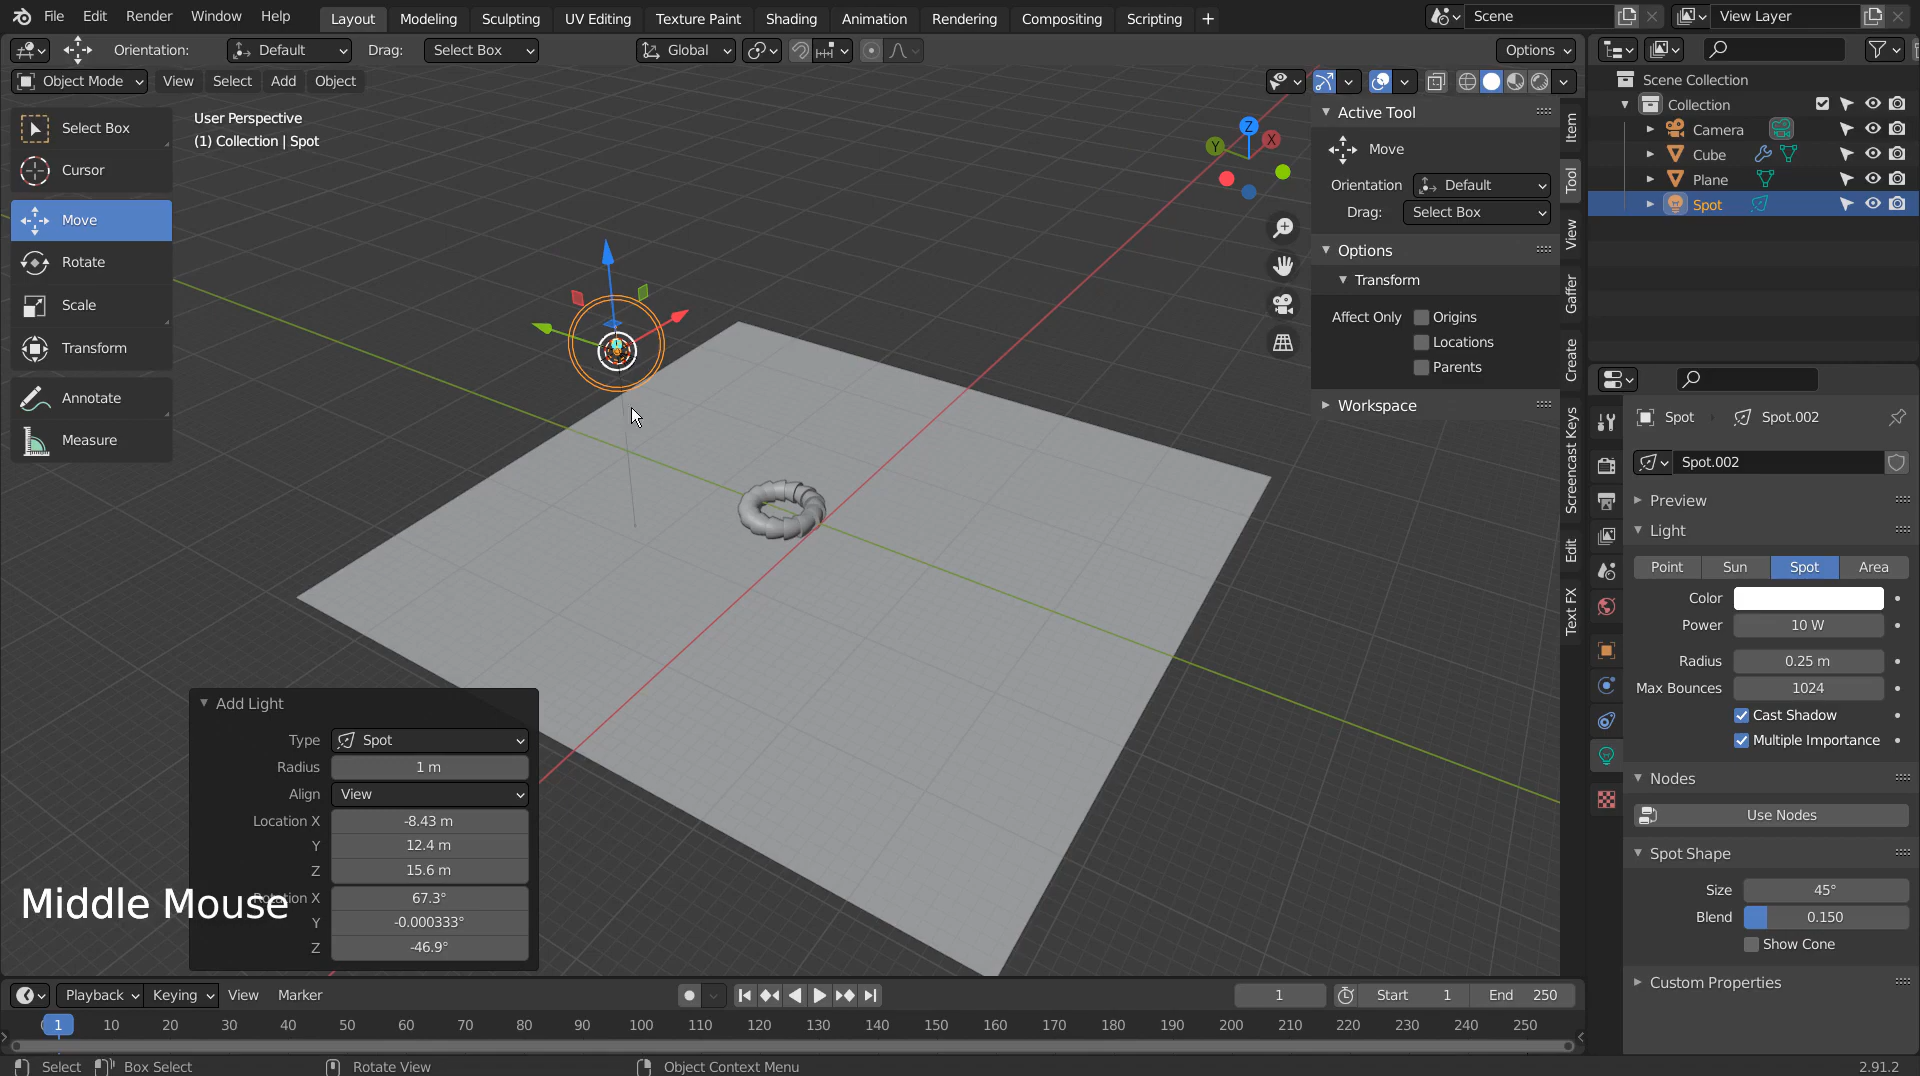 File Edit Render Window Help Layout Modeling Sculpting UV Editing Texture Paint Shading Animation Rendering Compositing Scripting + Scene View Layer
Orientation: Default Drag: Select Box Global Options
Object Mode View Select Add Object
Select Box
Cursor
Move
Rotate
Scale
Transform
Annotate
Measure
User Perspective
(1) Collection | Spot
Z
X
Y
Active Tool
Move
Orientation Default
Drag: Select Box
Options
Transform
Affect Only Origins
Locations
Parents
Workspace
Item
Tool
View
Gaffer
Create
Screencast Keys
Edit
Text FX
Scene Collection
Collection
Camera
Cube
Plane
Spot
Spot Spot.002
Spot.002
Preview
Light
Point Sun Spot Area
Color
Power 10 W
Radius 0.25 m
Max Bounces 1024
Cast Shadow
Multiple Importance
Nodes
Use Nodes
Spot Shape
Size 45°
Blend 0.150
Show Cone
Custom Properties
Add Light
Type Spot
Radius 1 m
Align View
Location X -8.43 m
Y 12.4 m
Z 15.6 m
Rotation X 67.3°
Y -0.000333°
Z -46.9°
Middle Mouse
Playback Keying View Marker 1 Start 1 End 250
1 10 20 30 40 50 60 70 80 90 100 110 120 130 140 150 160 170 180 190 200 210 220 230 240 250
Select Box Select Rotate View Object Context Menu 2.91.2